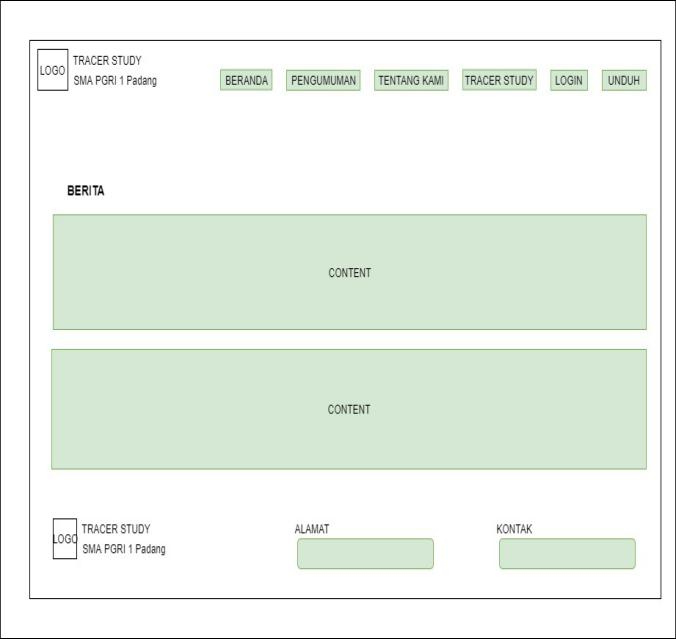 LOGO
TRACER STUDY
SMA PGRI 1 Padang
BERANDA
PENGUMUMAN
TENTANG KAMI
TRACER STUDY
LOGIN
UNDUH
BERITA
CONTENT
CONTENT
LOGO
TRACER STUDY
SMA PGRI 1 Padang
ALAMAT
KONTAK